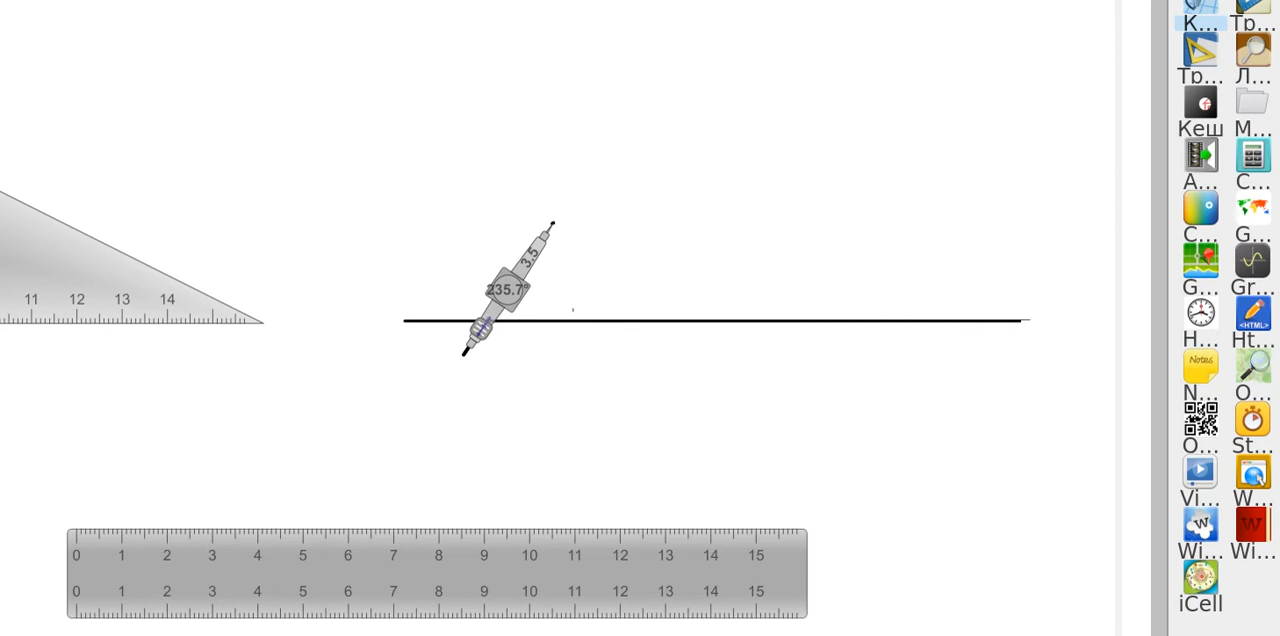 К... Тр...
Тр... Л...
Кеш М...
А... C...
C... G...
G... Gr...
H... Ht...
N... O...
O... St...
Vi... W...
Wi... Wi...
iCell
Notes
<HTML>
W
W
11 12 13 14
3.5
235.7°
0 1 2 3 4 5 6 7 8 9 10 11 12 13 14 15
0 1 2 3 4 5 6 7 8 9 10 11 12 13 14 15